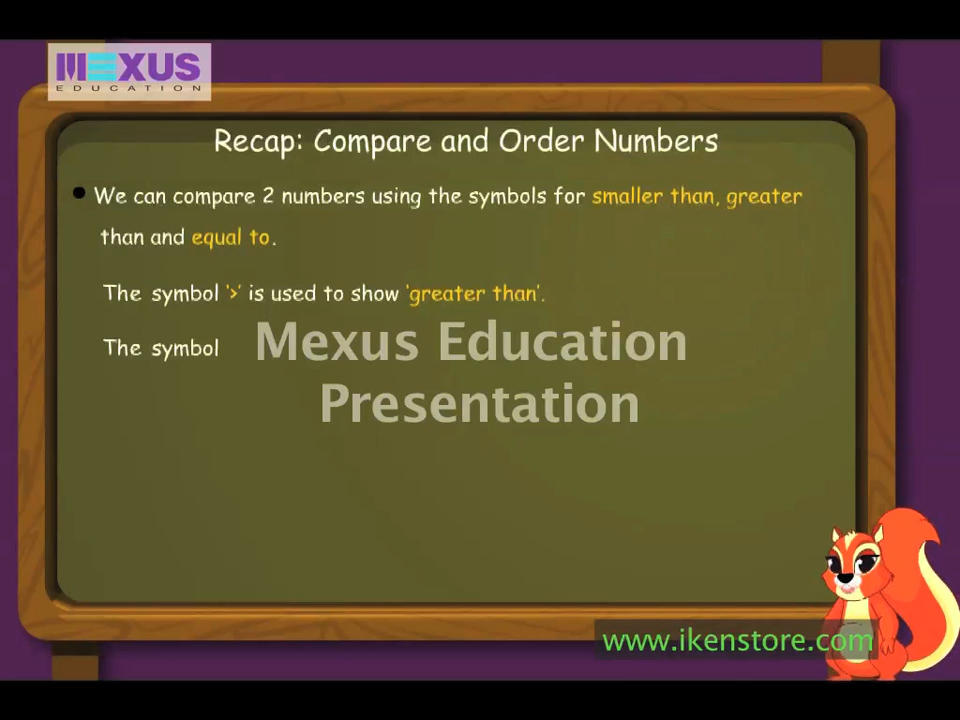 MEXUS
EDUCATION
Recap: Compare and Order Numbers
• We can compare 2 numbers using the symbols for smaller than, greater
than and equal to.
The symbol '>' is used to show 'greater than'.
The symbol
Mexus Education
Presentation
www.ikenstore.com